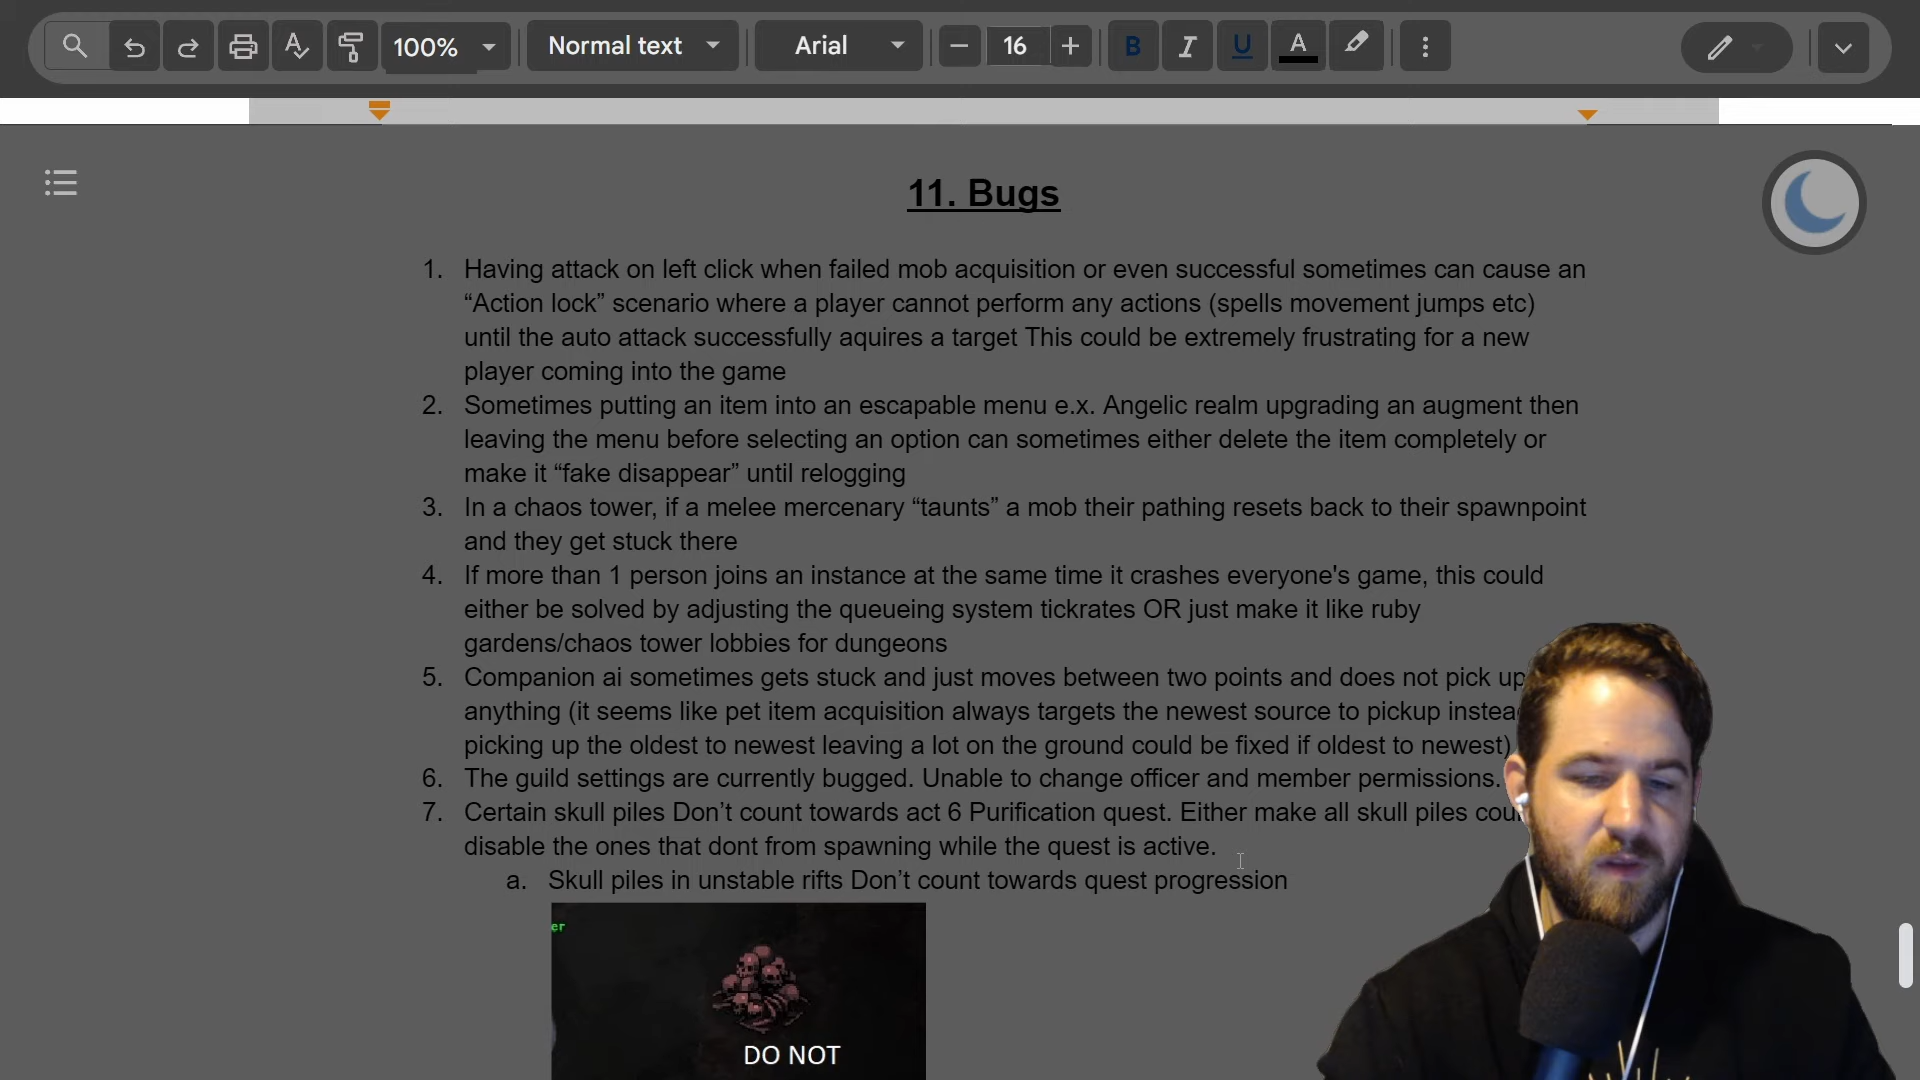 100%
Normal text
Arial
16
B
I
U
A
11. Bugs
1. Having attack on left click when failed mob acquisition or even successful sometimes can cause an
“Action lock” scenario where a player cannot perform any actions (spells movement jumps etc)
until the auto attack successfully aquires a target This could be extremely frustrating for a new
player coming into the game
2. Sometimes putting an item into an escapable menu e.x. Angelic realm upgrading an augment then
leaving the menu before selecting an option can sometimes either delete the item completely or
make it “fake disappear” until relogging
3. In a chaos tower, if a melee mercenary “taunts” a mob their pathing resets back to their spawnpoint
and they get stuck there
4. If more than 1 person joins an instance at the same time it crashes everyone's game, this could
either be solved by adjusting the queueing system tickrates OR just make it like ruby
gardens/chaos tower lobbies for dungeons
5. Companion ai sometimes gets stuck and just moves between two points and does not pick up
anything (it seems like pet item acquisition always targets the newest source to pickup
picking up the oldest to newest leaving a lot on the ground could be fixed if oldest to newest)
6. The guild settings are currently bugged. Unable to change officer and member permissions.
7. Certain skull piles Don’t count towards act 6 Purification quest. Either make all skull piles
disable the ones that dont from spawning while the quest is active.
a. Skull piles in unstable rifts Don’t count towards quest progression
er
DO NOT